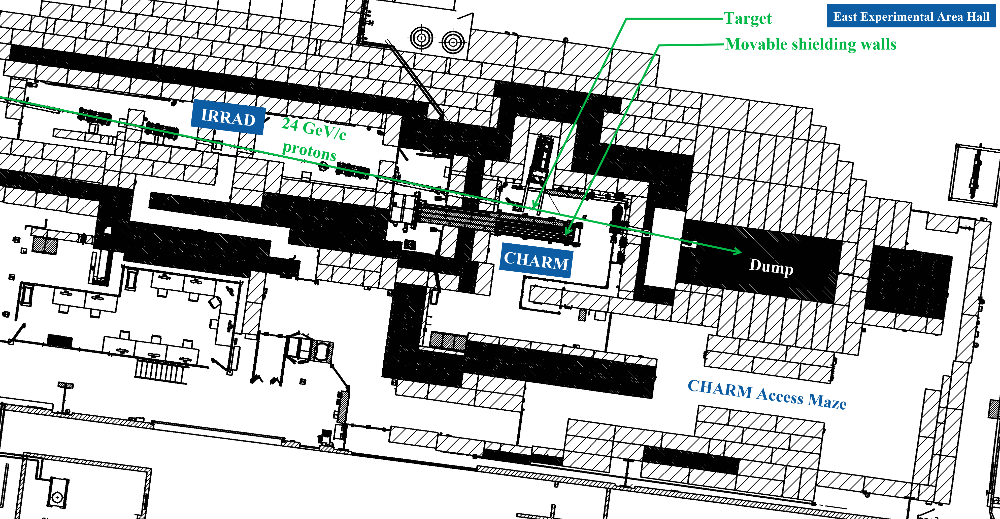 East Experimental Area Hall
Target
Movable shielding walls
IRRAD
24 GeV/c
protons
CHARM
Dump
CHARM Access Maze